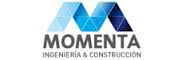 MOMENTA
INGENIERÍA & CONSTRUCCIÓN